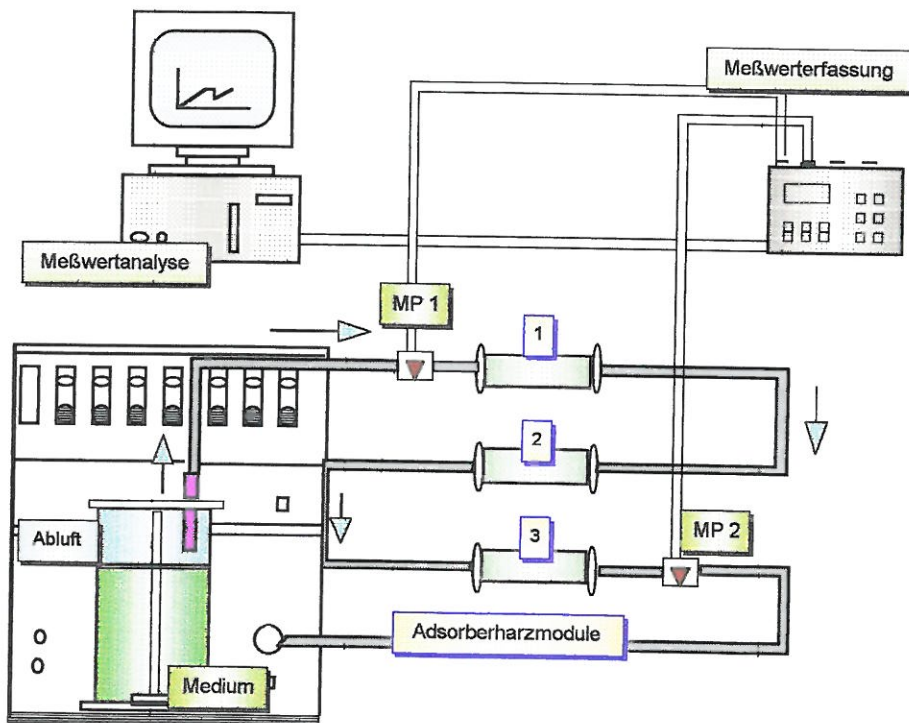 Meßwerterfassung
Meßwertanalyse
MP 1
1
2
3
MP 2
Abluft
Adsorberharzmodule
Medium